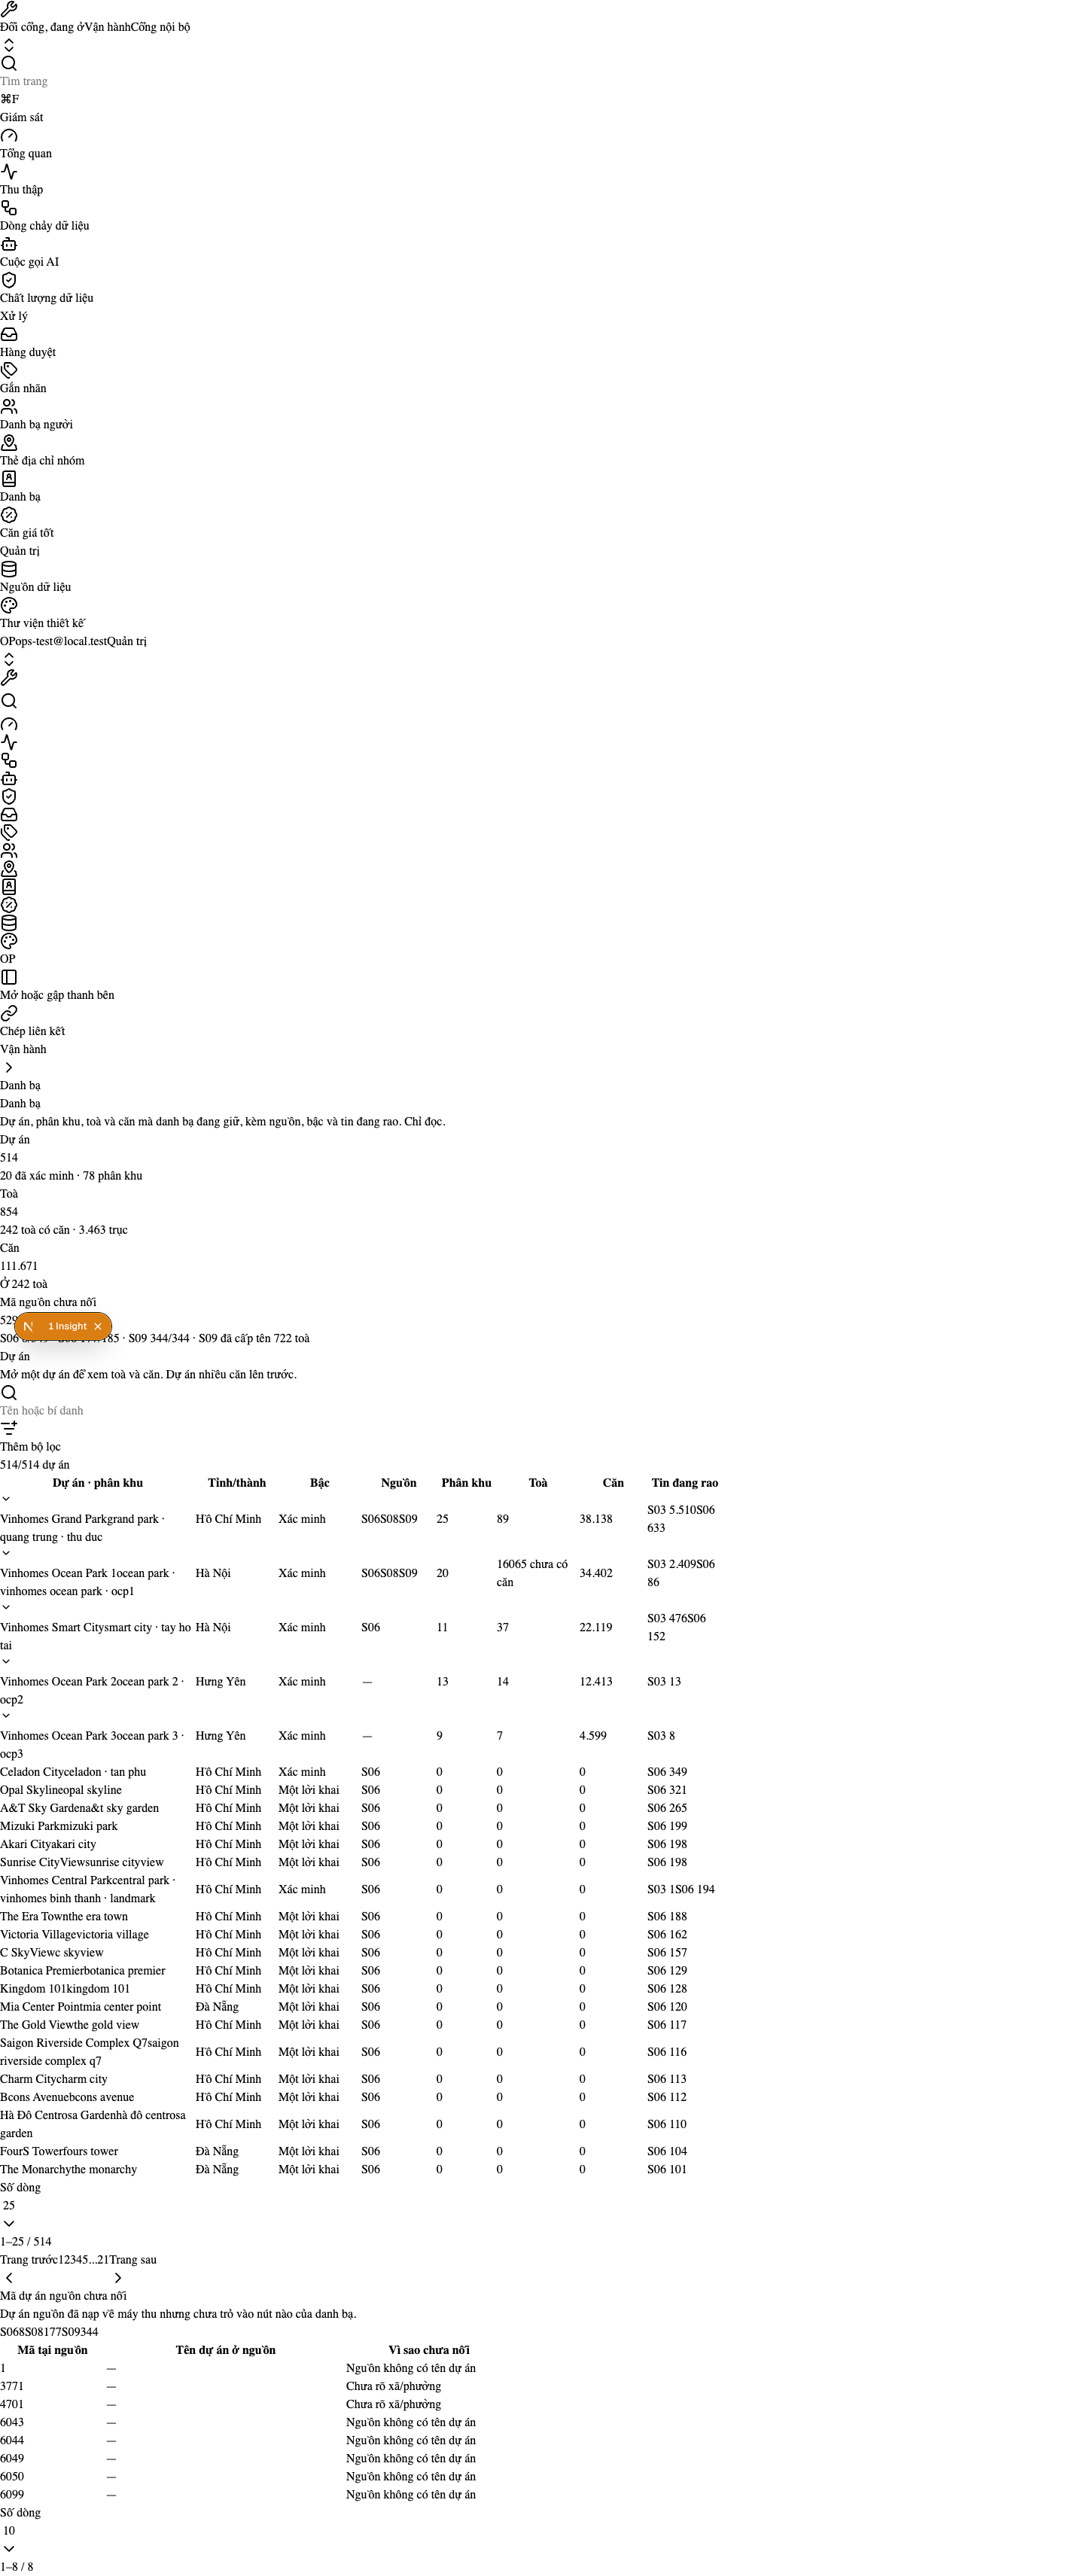 Đổi cổng, đang ởVận hànhCổng nội bộ
Tìm trang
⌘F
Giám sát
Tổng quan
Thu thập
Dòng chảy dữ liệu
Cuộc gọi AI
Chất lượng dữ liệu
Xử lý
Hàng duyệt
Gắn nhãn
Danh bạ người
Thẻ địa chỉ nhóm
Danh bạ
Căn giá tốt
Quản trị
Nguồn dữ liệu
Thư viện thiết kế
OPops-test@local.testQuản trị
OP
Mở hoặc gập thanh bên
Chép liên kết
Vận hành
Danh bạ
Danh bạ
Dự án, phân khu, toà và căn mà danh bạ đang giữ, kèm nguồn, bậc và tin đang rao. Chỉ đọc.
Dự án
514
20 đã xác minh · 78 phân khu
Toà
854
242 toà có căn · 3.463 trục
Căn
111.671
Ở 242 toà
Mã nguồn chưa nối
529
1 Insight
S06 · S09 344/344 · S09 đã cấp tên 722 toà
Dự án
Mở một dự án để xem toà và căn. Dự án nhiều căn lên trước.
Tên hoặc bí danh
Thêm bộ lọc
514/514 dự án
Dự án · phân khu Tỉnh/thành Bậc Nguồn Phân khu Toà Căn Tin đang rao
Vinhomes Grand Parkgrand park · quang trung · thu duc Hồ Chí Minh Xác minh S06S08S09 25 89 38.138 S03 5.510S06 633
Vinhomes Ocean Park 1ocean park · vinhomes ocean park · ocp1 Hà Nội Xác minh S06S08S09 20 16065 chưa có căn 34.402 S03 2.409S06 86
Vinhomes Smart Citysmart city · tay ho tai Hà Nội Xác minh S06 11 37 22.119 S03 476S06 152
Vinhomes Ocean Park 2ocean park 2 · ocp2 Hưng Yên Xác minh — 13 14 12.413 S03 13
Vinhomes Ocean Park 3ocean park 3 · ocp3 Hưng Yên Xác minh — 9 7 4.599 S03 8
Celadon Cityceladon · tan phu Hồ Chí Minh Xác minh S06 0 0 0 S06 349
Opal Skylineopal skyline Hồ Chí Minh Một lời khai S06 0 0 0 S06 321
A&T Sky Gardena&t sky garden Hồ Chí Minh Một lời khai S06 0 0 0 S06 265
Mizuki Parkmizuki park Hồ Chí Minh Một lời khai S06 0 0 0 S06 199
Akari Cityakari city Hồ Chí Minh Một lời khai S06 0 0 0 S06 198
Sunrise CityViewsunrise cityview Hồ Chí Minh Một lời khai S06 0 0 0 S06 198
Vinhomes Central Parkcentral park · vinhomes binh thanh · landmark Hồ Chí Minh Xác minh S06 0 0 0 S03 1S06 194
The Era Townthe era town Hồ Chí Minh Một lời khai S06 0 0 0 S06 188
Victoria Villagevictoria village Hồ Chí Minh Một lời khai S06 0 0 0 S06 162
C SkyViewc skyview Hồ Chí Minh Một lời khai S06 0 0 0 S06 157
Botanica Premierbotanica premier Hồ Chí Minh Một lời khai S06 0 0 0 S06 129
Kingdom 101kingdom 101 Hồ Chí Minh Một lời khai S06 0 0 0 S06 128
Mia Center Pointmia center point Đà Nẵng Một lời khai S06 0 0 0 S06 120
The Gold Viewthe gold view Hồ Chí Minh Một lời khai S06 0 0 0 S06 117
Saigon Riverside Complex Q7saigon riverside complex q7 Hồ Chí Minh Một lời khai S06 0 0 0 S06 116
Charm Citycharm city Hồ Chí Minh Một lời khai S06 0 0 0 S06 113
Bcons Avenuebcons avenue Hồ Chí Minh Một lời khai S06 0 0 0 S06 112
Hà Đô Centrosa Gardenhà đô centrosa garden Hồ Chí Minh Một lời khai S06 0 0 0 S06 110
FourS Towerfours tower Đà Nẵng Một lời khai S06 0 0 0 S06 104
The Monarchythe monarchy Đà Nẵng Một lời khai S06 0 0 0 S06 101
Số dòng
25
1–25 / 514
Trang trước12345...21Trang sau
Mã dự án nguồn chưa nối
Dự án nguồn đã nạp về máy thu nhưng chưa trỏ vào nút nào của danh bạ.
S068S08177S09344
Mã tại nguồn Tên dự án ở nguồn Vì sao chưa nối
1 — Nguồn không có tên dự án
3771 — Chưa rõ xã/phường
4701 — Chưa rõ xã/phường
6043 — Nguồn không có tên dự án
6044 — Nguồn không có tên dự án
6049 — Nguồn không có tên dự án
6050 — Nguồn không có tên dự án
6099 — Nguồn không có tên dự án
Số dòng
10
1–8 / 8